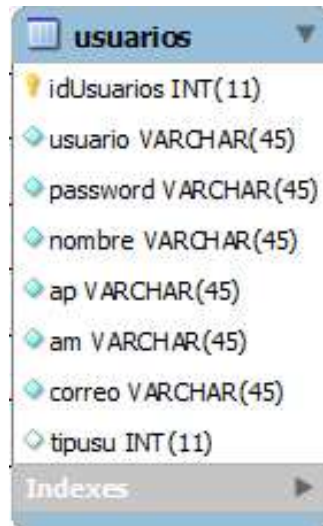 usuarios
idUsuarios INT(11)
usuario VARCHAR(45)
password VARCHAR(45)
nombre VARCHAR(45)
ap VARCHAR(45)
am VARCHAR(45)
correo VARCHAR(45)
tipusu INT(11)
Indexes